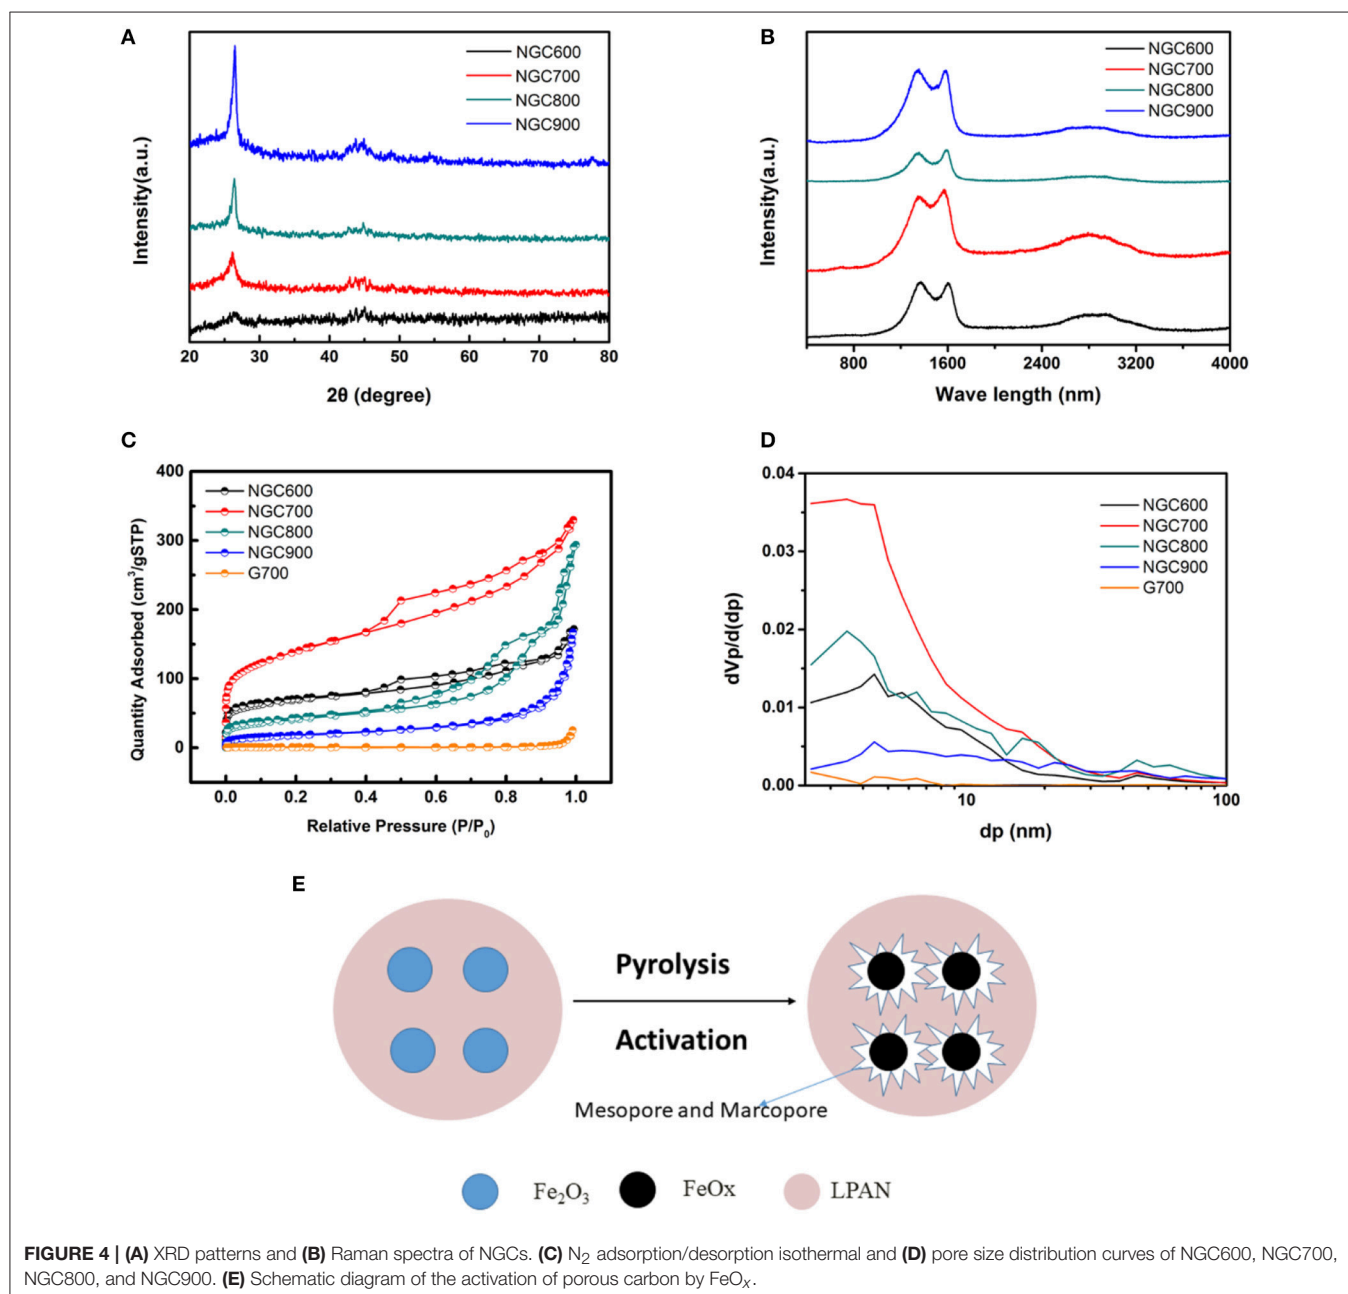 A
NGC600
NGC700
NGC800
NGC900
Intensity(a.u.)
20 30 40 50 60 70 80
2θ (degree)
B
NGC600
NGC700
NGC800
NGC900
Intensity(a.u.)
800 1600 2400 3200 4000
Wave length (nm)
C
400
300
200
100
0
NGC600
NGC700
NGC800
NGC900
G700
Quantity Adsorbed (cm³/gSTP)
0.0 0.2 0.4 0.6 0.8 1.0
Relative Pressure (P/P₀)
D
0.04
0.03
0.02
0.01
0.00
NGC600
NGC700
NGC800
NGC900
G700
dVp/d(dp)
10 100
dp (nm)
E
Pyrolysis
Activation
Mesopore and Marcopore
Fe₂O₃ FeOx LPAN
FIGURE 4 | (A) XRD patterns and (B) Raman spectra of NGCs. (C) N₂ adsorption/desorption isothermal and (D) pore size distribution curves of NGC600, NGC700,
NGC800, and NGC900. (E) Schematic diagram of the activation of porous carbon by FeOₓ.